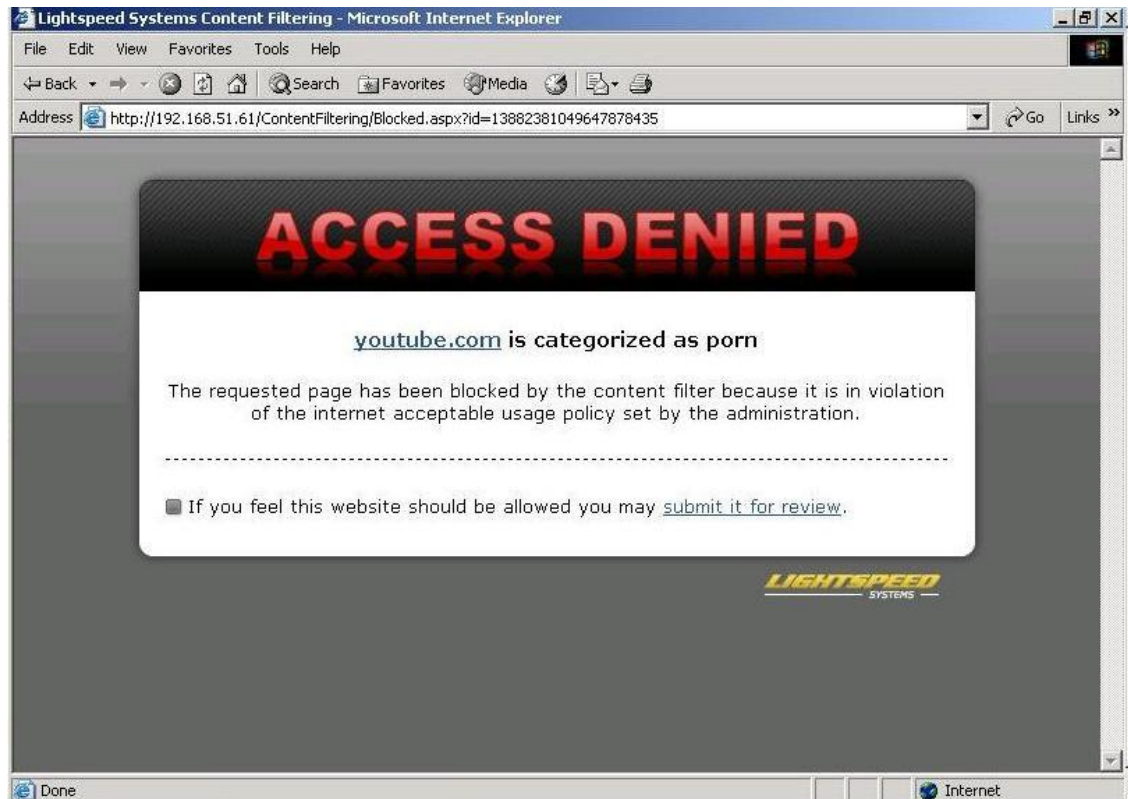 Lightspeed Systems Content Filtering - Microsoft Internet Explorer
File Edit View Favorites Tools Help
Back Search Favorites Media
Address http://192.168.51.61/ContentFiltering/Blocked.aspx?id=13882381049647878435 Go Links »
ACCESS DENIED
youtube.com is categorized as porn
The requested page has been blocked by the content filter because it is in violation
of the internet acceptable usage policy set by the administration.
If you feel this website should be allowed you may submit it for review.
LIGHTSPEED
SYSTEMS
Done Internet